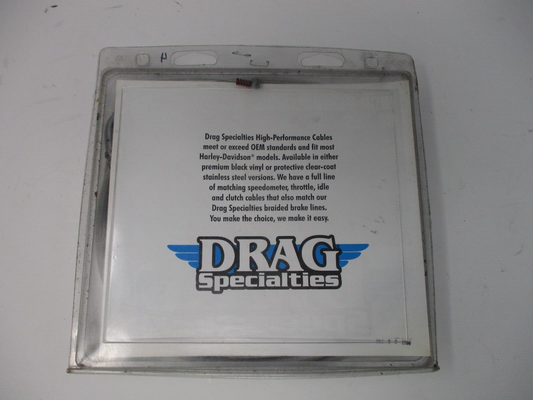 Drag Specialties High-Performance Cables
meet or exceed OEM standards and fit most
Harley-Davidson® models. Available in either
premium black vinyl or protective clear-coat
stainless steel versions. We have a full line
of matching speedometer, throttle, idle
and clutch cables that also match our
Drag Specialties braided brake lines.
You make the choice, we make it easy.
DRAG
Specialties